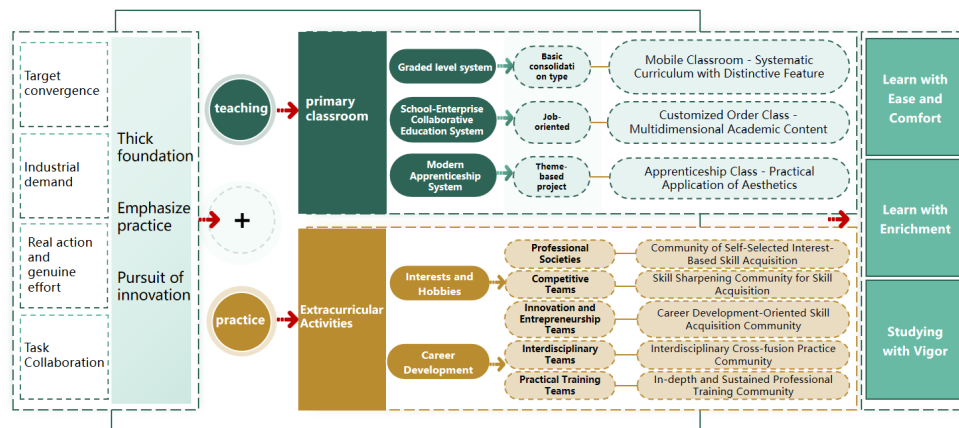 Target
convergence
Industrial
demand
Real action
and
genuine
effort
Task
Collaboration
Thick
foundation
Emphasize
practice
Pursuit of
innovation
teaching
+
practice
primary
classroom
Graded level system
Basic
consolidati
on type
Mobile Classroom - Systematic
Curriculum with Distinctive Feature
School-Enterprise
Collaborative
Education System
Job-
oriented
Customized Order Class -
Multidimensional Academic Content
Modern
Apprenticeship
System
Theme-
based
project
Apprenticeship Class - Practical
Application of Aesthetics
Extracurricular
Activities
Interests and
Hobbies
Professional
Societies
Community of Self-Selected Interest-
Based Skill Acquisition
Competitive
Teams
Skill Sharpening Community for Skill
Acquisition
Innovation and
Entrepreneurship
Teams
Career Development-Oriented Skill
Acquisition Community
Career
Development
Interdisciplinary
Teams
Interdisciplinary Cross-fusion Practice
Community
Practical Training
Teams
In-depth and Sustained Professional
Training Community
Learn with
Ease and
Comfort
Learn with
Enrichment
Studying
with Vigor